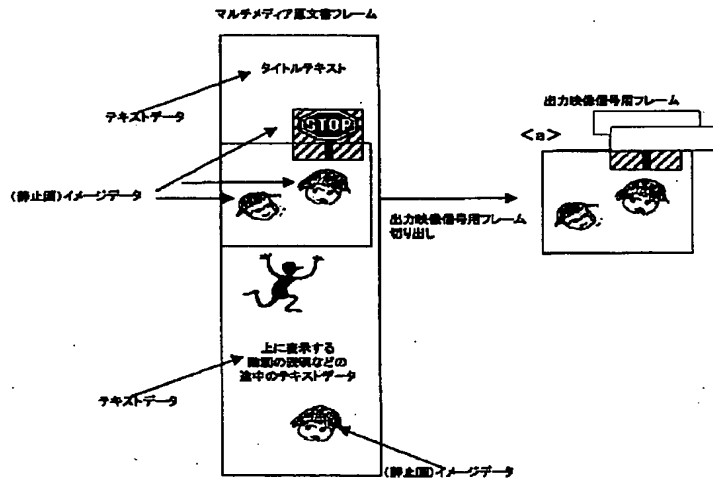 マルチメディア原文書フレーム
タイトルテキスト
テキストデータ
STOP
(静止画)イメージデータ
出力映像信号用フレーム
<a>
出力映像信号用フレーム
切り出し
上に表示する
動画の説明などの
途中のテキストデータ
テキストデータ
(静止画)イメージデータ